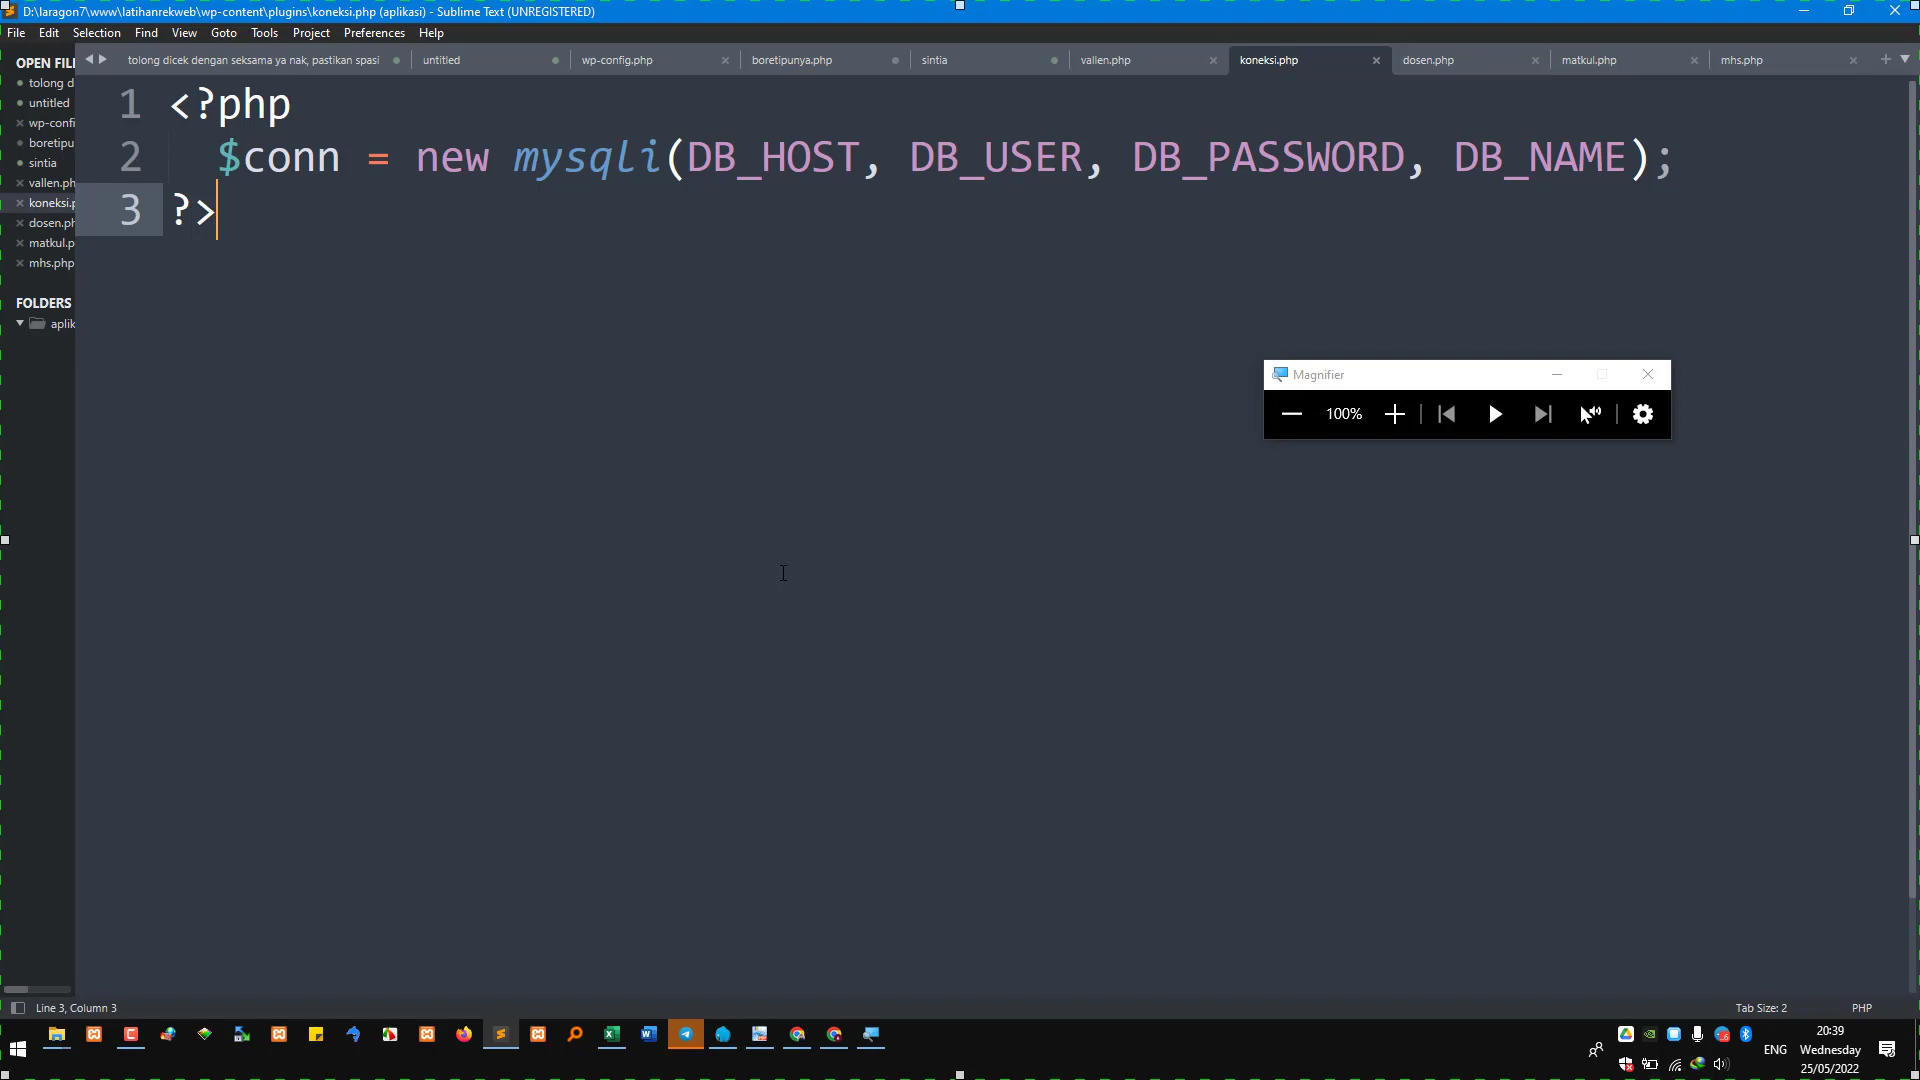 D:\laragon7\www\latihanrekweb\wp-content\plugins\koneksi.php (aplikasi) - Sublime Text (UNREGISTERED)
File Edit Selection Find View Goto Tools Project Preferences Help
OPEN FIL
tolong d
untitled
wp-confi
boretipu
sintia
vallen.ph
koneksi.p
dosen.ph
matkul.p
mhs.php
FOLDERS
aplik
tolong dicek dengan seksama ya nak, pastikan spasi untitled wp-config.php boretipunya.php sintia vallen.php koneksi.php dosen.php matkul.php mhs.php
1 <?php
2 $conn = new mysqli(DB_HOST, DB_USER, DB_PASSWORD, DB_NAME);
3 ?>
Magnifier
100%
Line 3, Column 3
Tab Size: 2 PHP
20:39
ENG Wednesday
25/05/2022